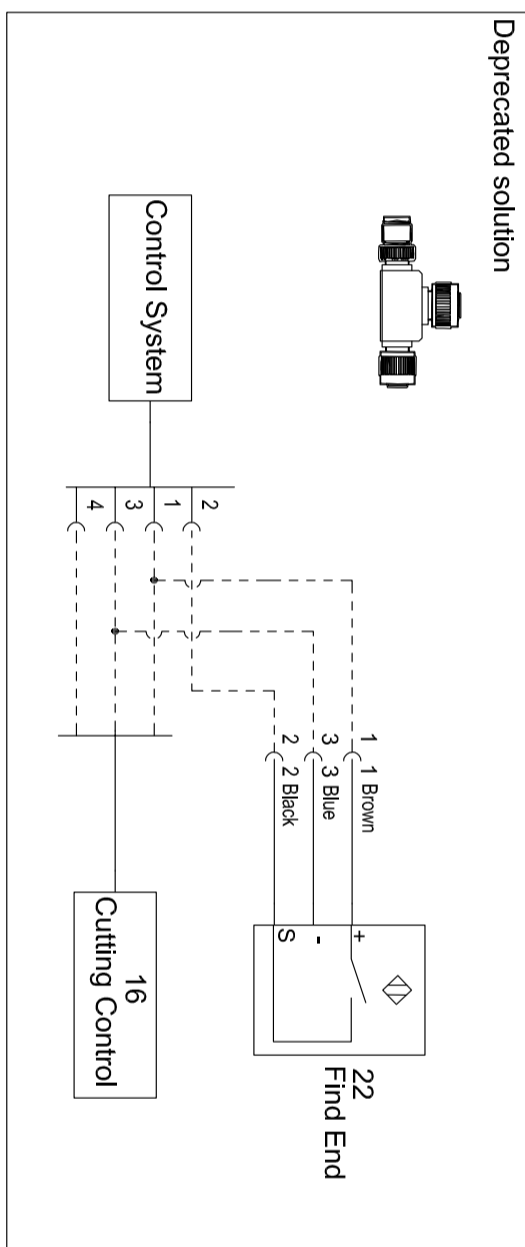 Deprecated solution
Control System
2
1
3
4
1
3
2
1 Brown
3 Blue
2 Black
+
-
S
22
Find End
16
Cutting Control